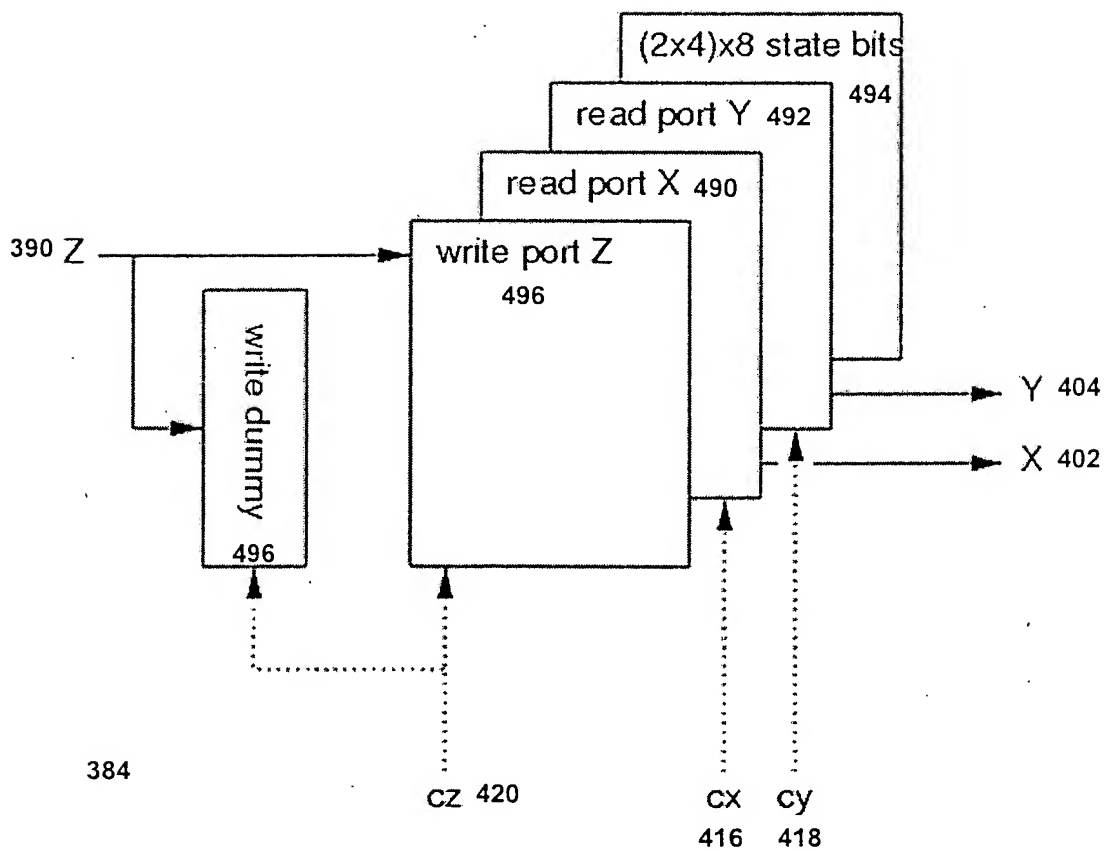 (2x4)x8 state bits
494
read port Y 492
read port X 490
390 Z
write port Z
496
write dummy
496
Y 404
X 402
384
cz 420
cx cy
416 418